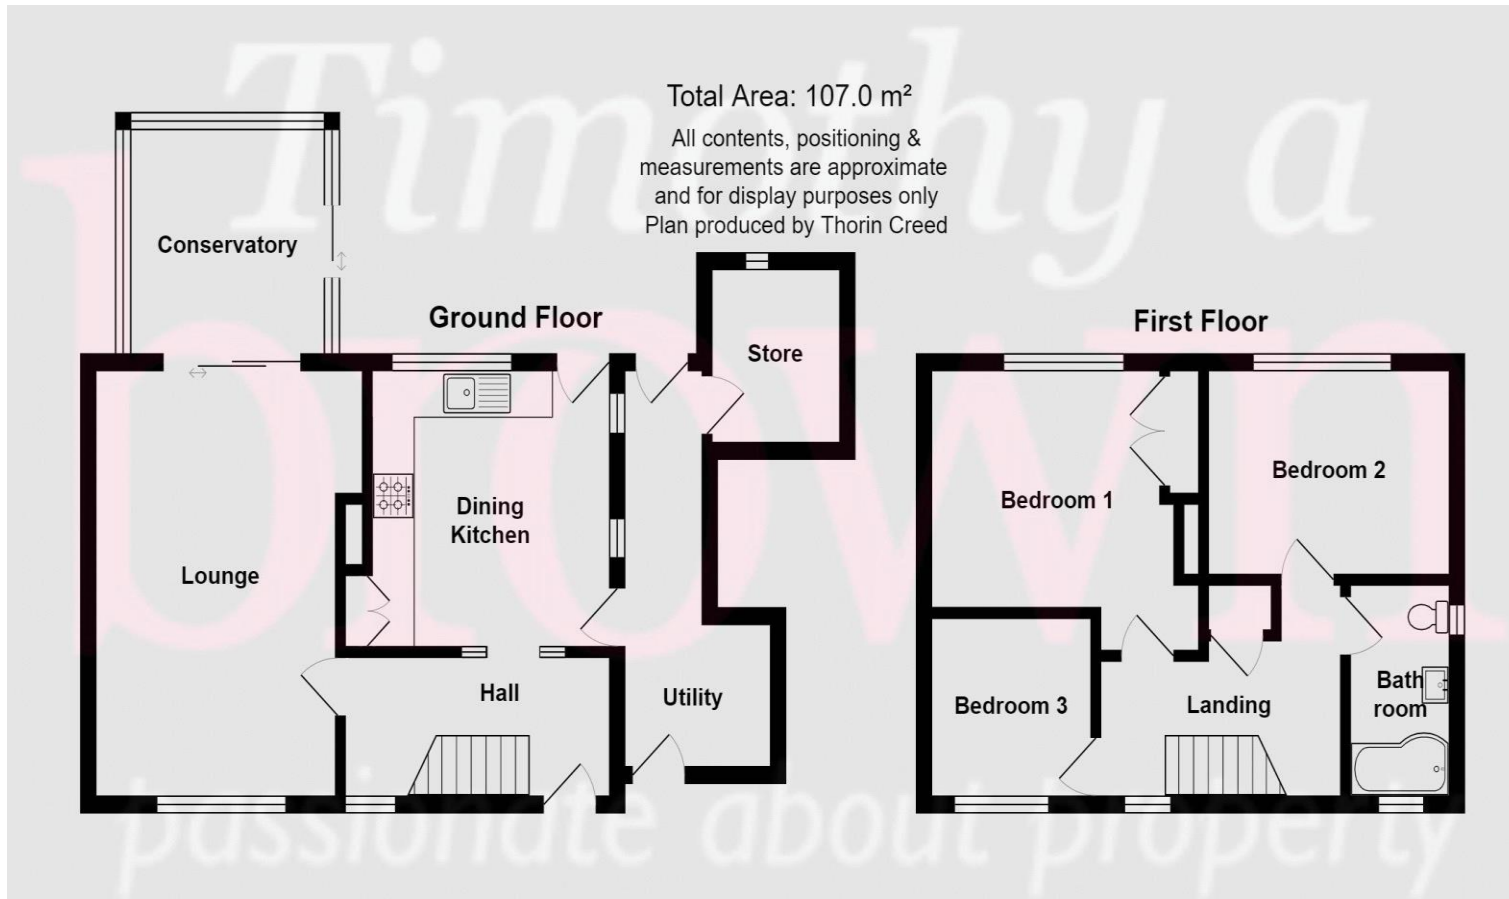 Timothy a
brown
passionate about property
Total Area: 107.0 m²
All contents, positioning &
measurements are approximate
and for display purposes only
Plan produced by Thorin Creed
Ground Floor
Conservatory
Store
Dining
Kitchen
Lounge
Hall
Utility
First Floor
Bedroom 1
Bedroom 2
Bedroom 3
Landing
Bath
room